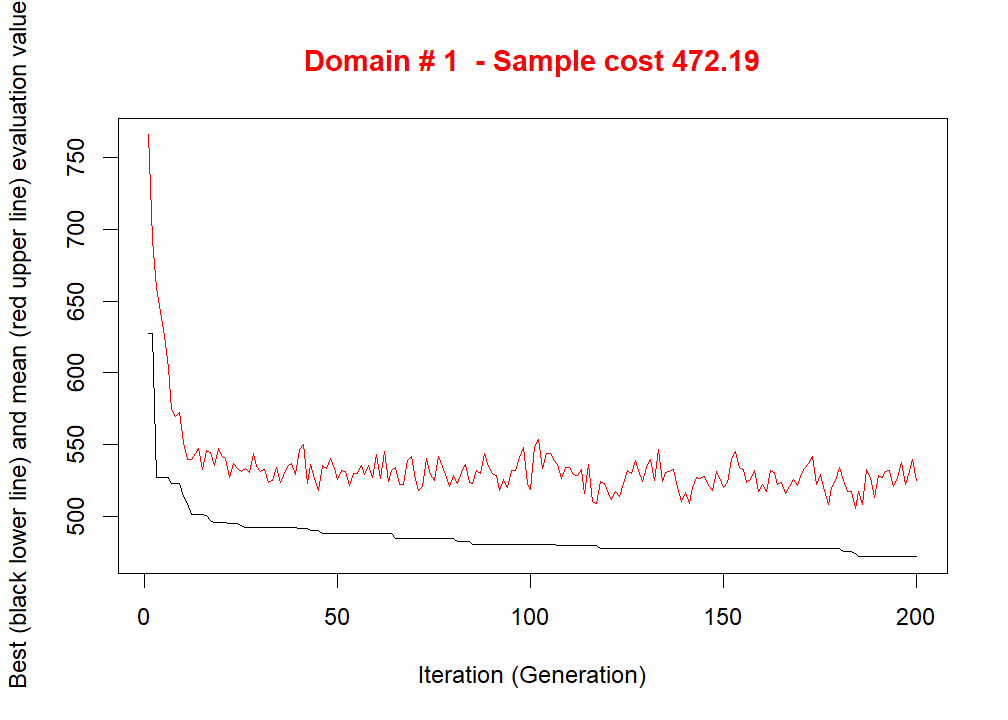 Domain # 1  - Sample cost 472.19
Best (black lower line) and mean (red upper line) evaluation value
750
700
650
600
550
500
0 50 100 150 200
Iteration (Generation)